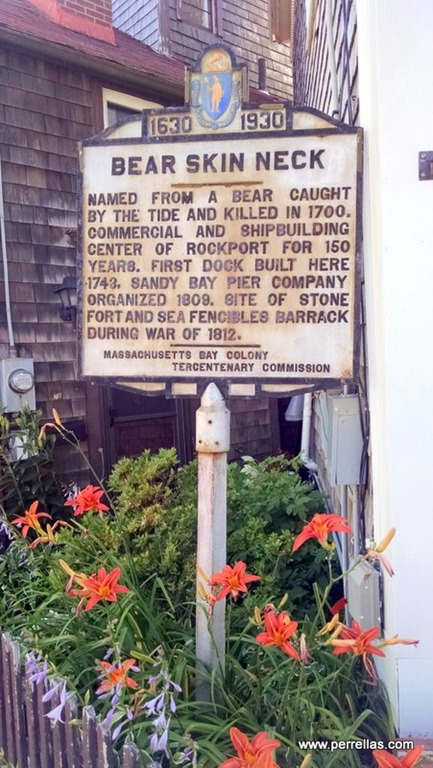 1630 1930
BEAR SKIN NECK
NAMED FROM A BEAR CAUGHT
BY THE TIDE AND KILLED IN 1700.
COMMERCIAL AND SHIPBUILDING
CENTER OF ROCKPORT FOR 150
YEARS. FIRST DOCK BUILT HERE
1743, SANDY BAY PIER COMPANY
ORGANIZED 1809. SITE OF STONE
FORT AND SEA FENCIBLES BARRACK
DURING WAR OF 1812.
MASSACHUSETTS BAY COLONY
TERCENTENARY COMMISSION
www.perrellas.com